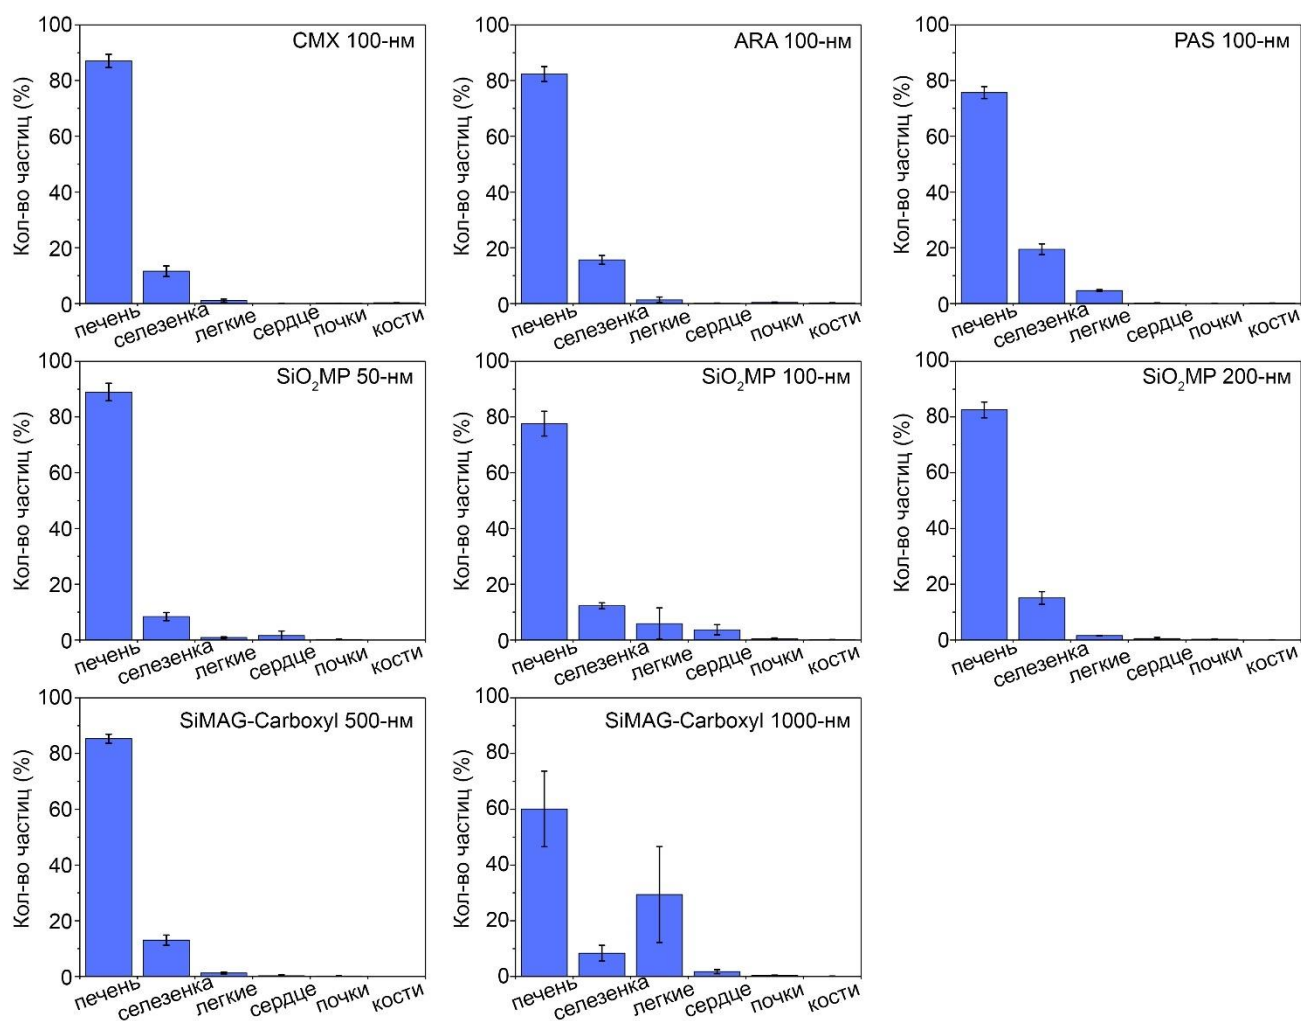 CMX 100-нм
Кол-во частиц (%)
100
80
60
40
20
0
печень селезенка легкие сердце почки кости
ARA 100-нм
Кол-во частиц (%)
100
80
60
40
20
0
печень селезенка легкие сердце почки кости
PAS 100-нм
Кол-во частиц (%)
100
80
60
40
20
0
печень селезенка легкие сердце почки кости
SiO₂MP 50-нм
Кол-во частиц (%)
100
80
60
40
20
0
печень селезенка легкие сердце почки кости
SiO₂MP 100-нм
Кол-во частиц (%)
100
80
60
40
20
0
печень селезенка легкие сердце почки кости
SiO₂MP 200-нм
Кол-во частиц (%)
100
80
60
40
20
0
печень селезенка легкие сердце почки кости
SiMAG-Carboxyl 500-нм
Кол-во частиц (%)
100
80
60
40
20
0
печень селезенка легкие сердце почки кости
SiMAG-Carboxyl 1000-нм
Кол-во частиц (%)
100
80
60
40
20
0
печень селезенка легкие сердце почки кости